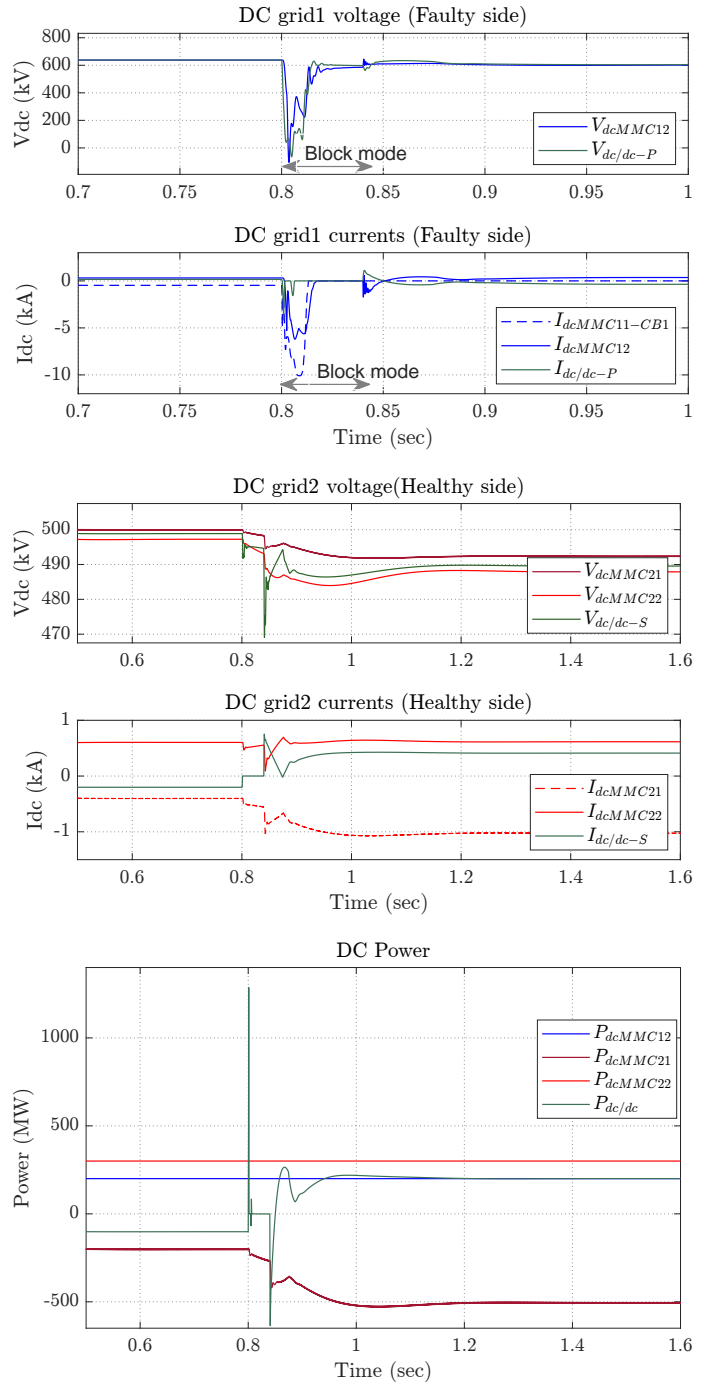 DC grid1 voltage (Faulty side)
Vdc (kV)
800
600
400
200
0
V_dcMMC12
V_dc/dc−P
Block mode
0.7 0.75 0.8 0.85 0.9 0.95 1
DC grid1 currents (Faulty side)
Idc (kA)
0
-5
-10
I_dcMMC11−CB1
I_dcMMC12
I_dc/dc−P
Block mode
0.7 0.75 0.8 0.85 0.9 0.95 1
Time (sec)
DC grid2 voltage(Healthy side)
Vdc (kV)
500
490
480
470
V_dcMMC21
V_dcMMC22
V_dc/dc−S
0.6 0.8 1 1.2 1.4 1.6
DC grid2 currents (Healthy side)
Idc (kA)
1
0
-1
I_dcMMC21
I_dcMMC22
I_dc/dc−S
0.6 0.8 1 1.2 1.4 1.6
Time (sec)
DC Power
Power (MW)
1000
500
0
-500
P_dcMMC12
P_dcMMC21
P_dcMMC22
P_dc/dc
0.6 0.8 1 1.2 1.4 1.6
Time (sec)